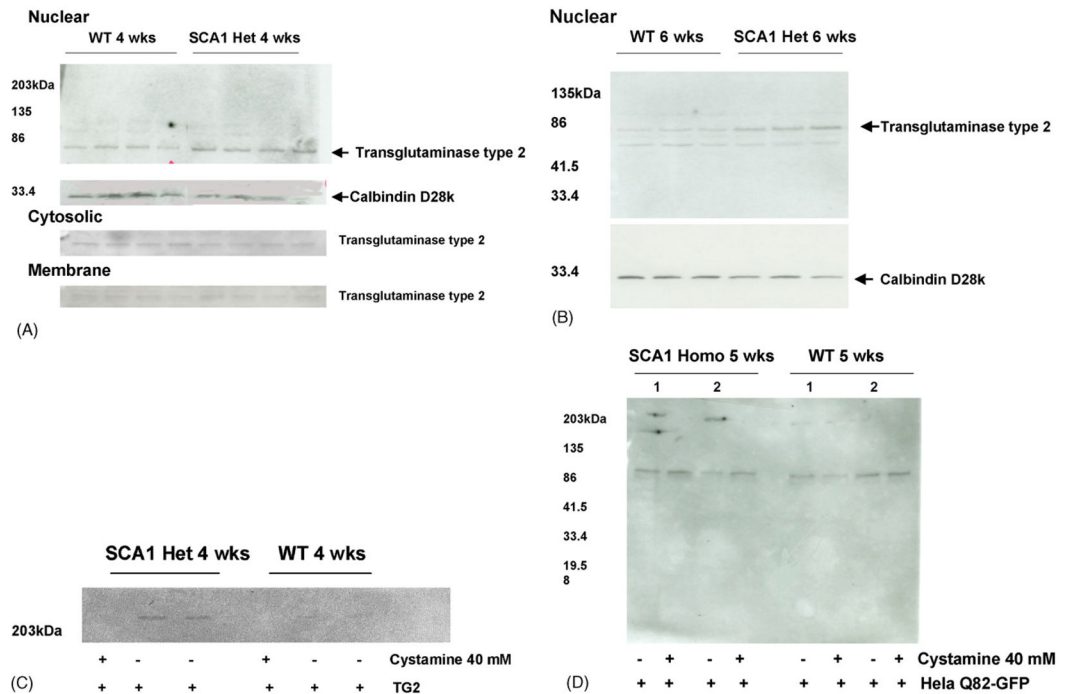 Nuclear
WT 4 wks SCA1 Het 4 wks
203kDa
135
86
Transglutaminase type 2
33.4
Calbindin D28k
Cytosolic
Transglutaminase type 2
Membrane
Transglutaminase type 2
(A)
Nuclear
WT 6 wks SCA1 Het 6 wks
135kDa
86
Transglutaminase type 2
41.5
33.4
33.4
Calbindin D28k
(B)
SCA1 Het 4 wks WT 4 wks
203kDa
+ - - + - - Cystamine 40 mM
+ + + + + + TG2
(C)
SCA1 Homo 5 wks WT 5 wks
1 2 1 2
203kDa
135
86
41.5
33.4
19.5
8
- + - + - + - + Cystamine 40 mM
+ + + + + + + + Hela Q82-GFP
(D)